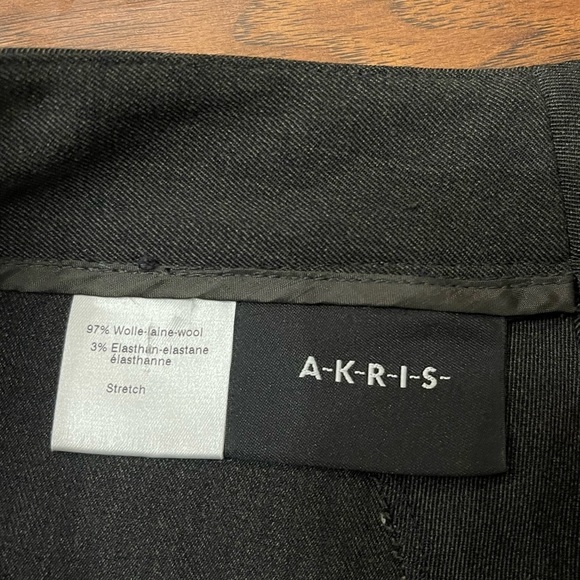 97% Wolle-laine-wool
3% Elasthan-elastane
élasthanne
Stretch
A-K-R-I-S-